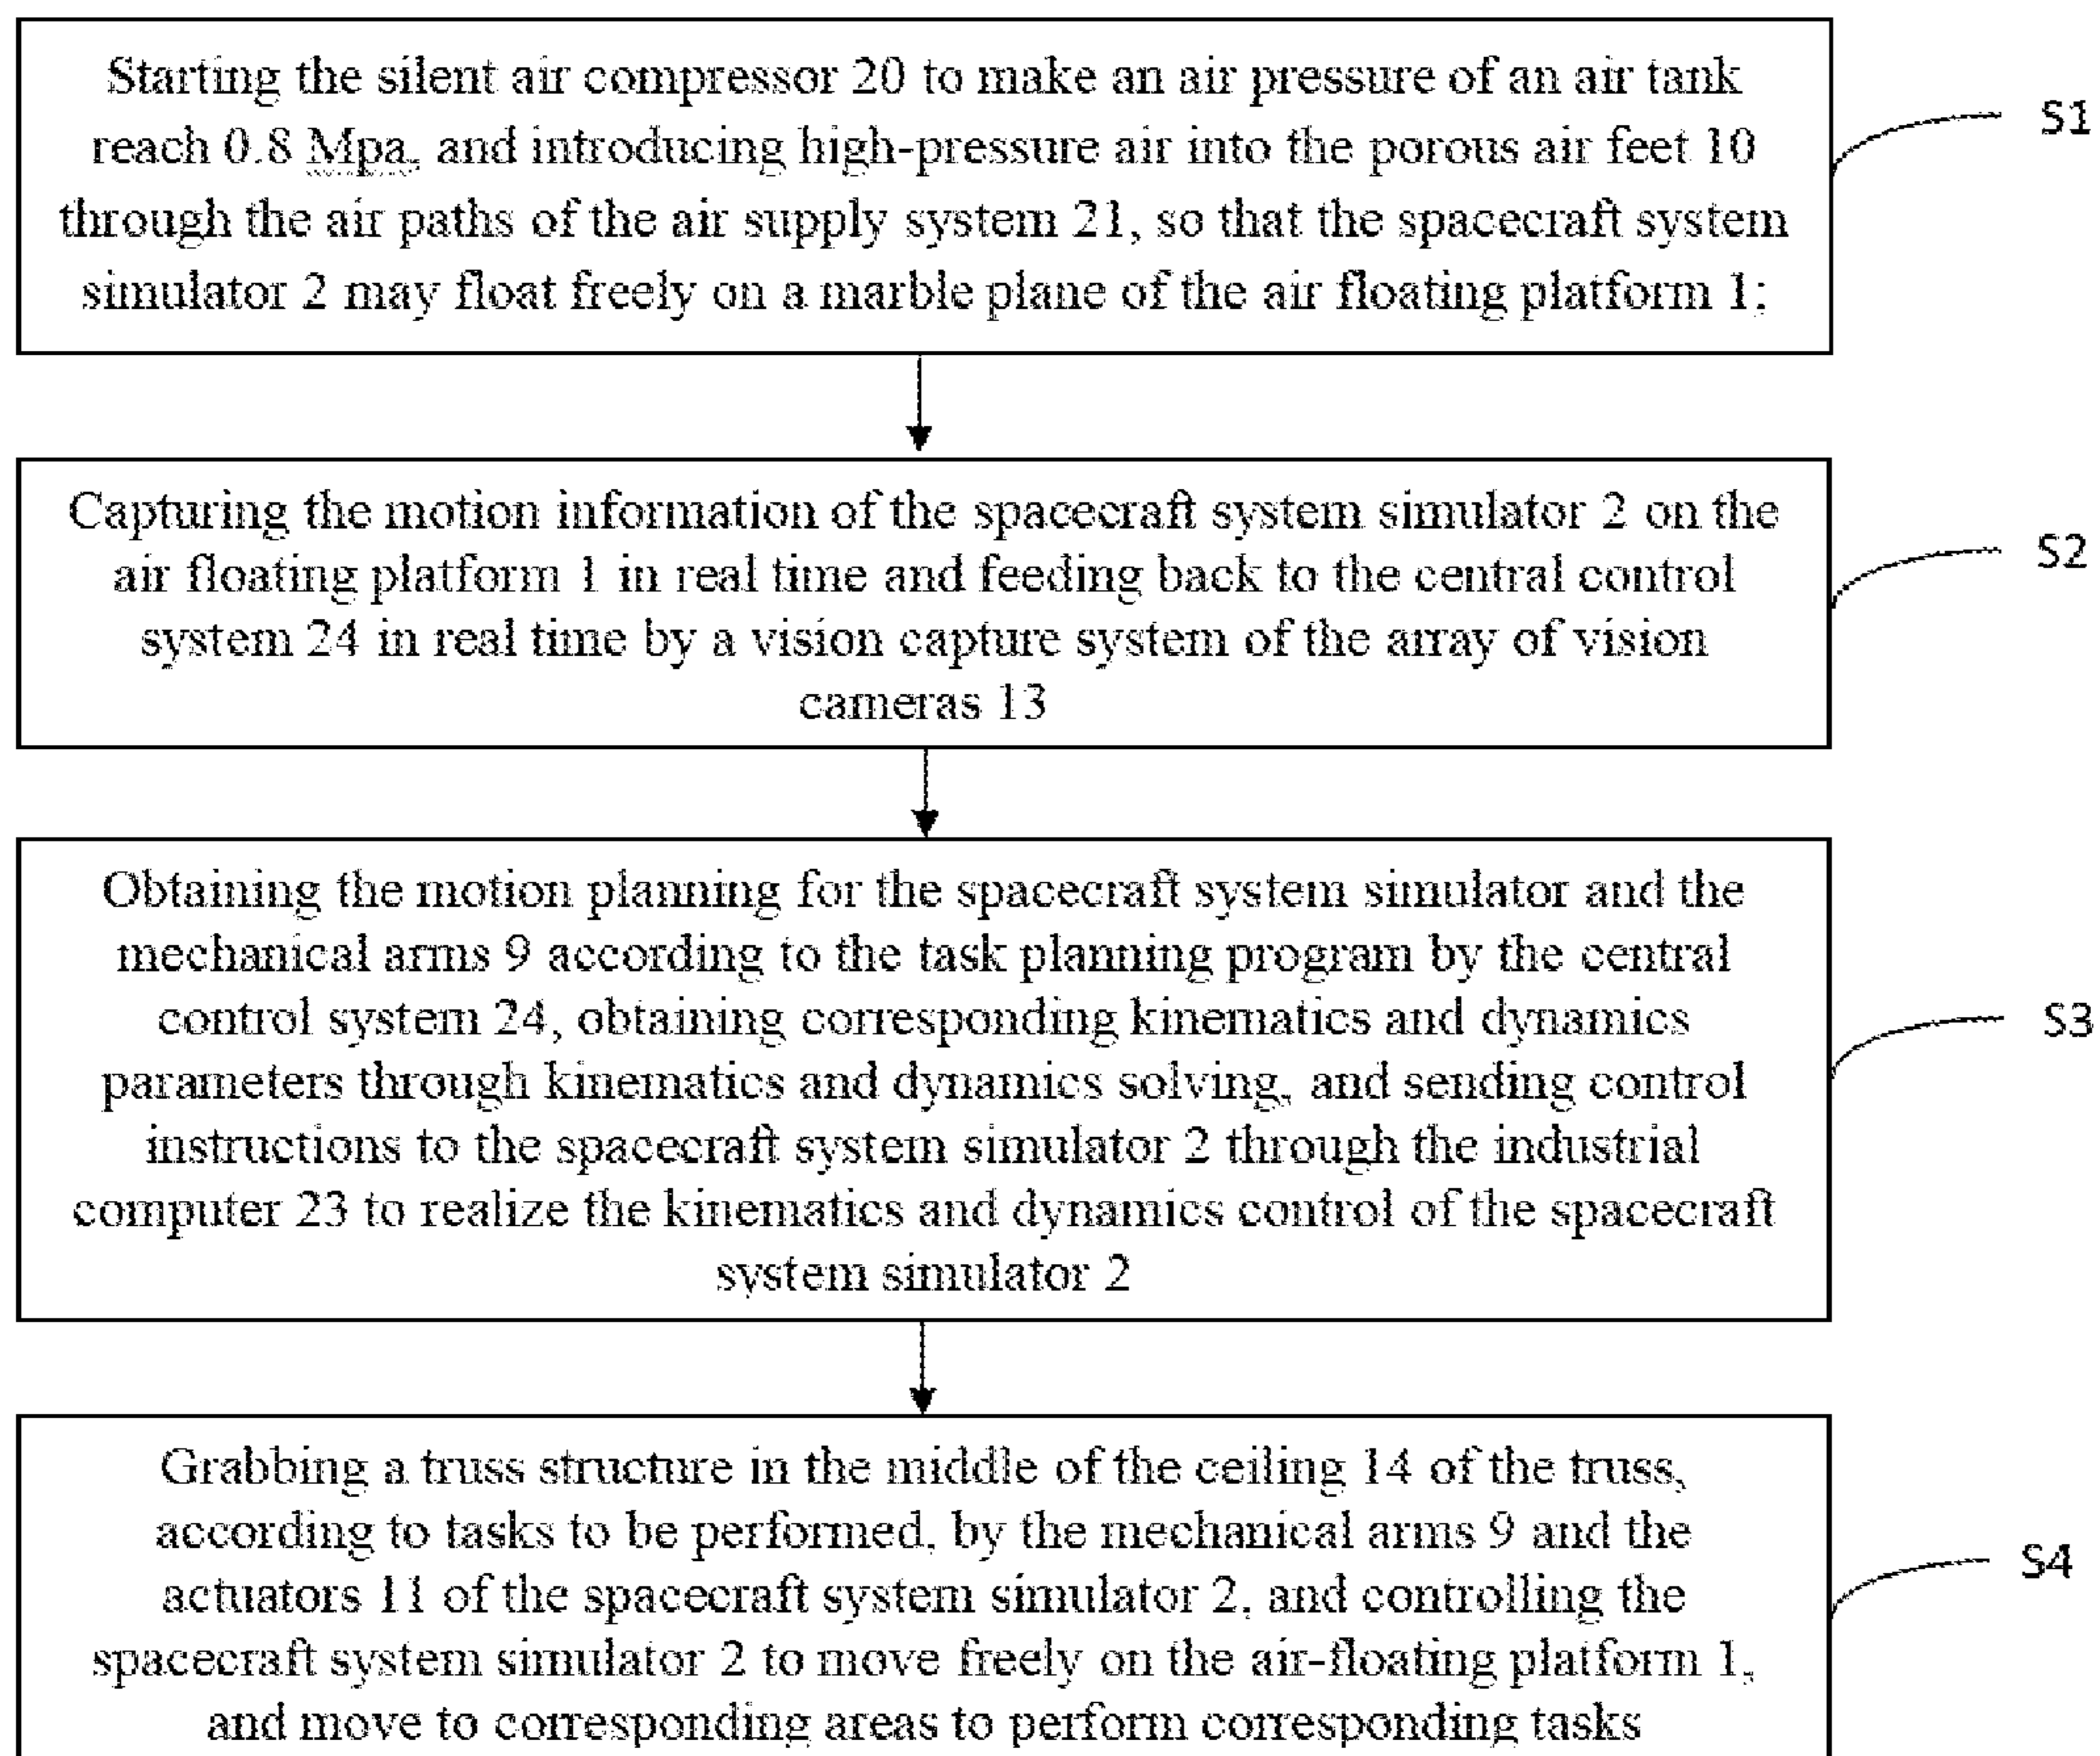 Starting the silent air compressor 20 to make an air pressure of an air tank
reach 0.8 Mpa, and introducing high-pressure air into the porous air feet 10
through the air paths of the air supply system 21, so that the spacecraft system
simulator 2 may float freely on a marble plane of the air floating platform 1;
S1
Capturing the motion information of the spacecraft system simulator 2 on the
air floating platform 1 in real time and feeding back to the central control
system 24 in real time by a vision capture system of the array of vision
cameras 13
S2
Obtaining the motion planning for the spacecraft system simulator and the
mechanical arms 9 according to the task planning program by the central
control system 24, obtaining corresponding kinematics and dynamics
parameters through kinematics and dynamics solving, and sending control
instructions to the spacecraft system simulator 2 through the industrial
computer 23 to realize the kinematics and dynamics control of the spacecraft
system simulator 2
S3
Grabbing a truss structure in the middle of the ceiling 14 of the truss,
according to tasks to be performed, by the mechanical arms 9 and the
actuators 11 of the spacecraft system simulator 2, and controlling the
spacecraft system simulator 2 to move freely on the air-floating platform 1,
and move to corresponding areas to perform corresponding tasks
S4